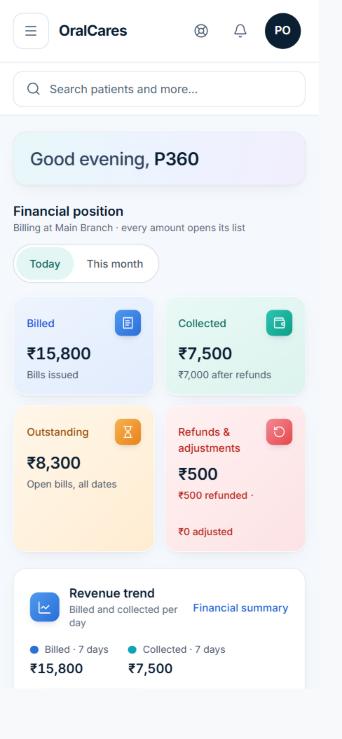 OralCares
PO
Search patients and more...
Good evening, P360
Financial position
Billing at Main Branch · every amount opens its list
Today
This month
Billed
₹15,800
Bills issued
Collected
₹7,500
₹7,000 after refunds
Outstanding
₹8,300
Open bills, all dates
Refunds &
adjustments
₹500
₹500 refunded ·
₹0 adjusted
Revenue trend
Billed and collected per
day
Financial summary
Billed · 7 days
₹15,800
Collected · 7 days
₹7,500